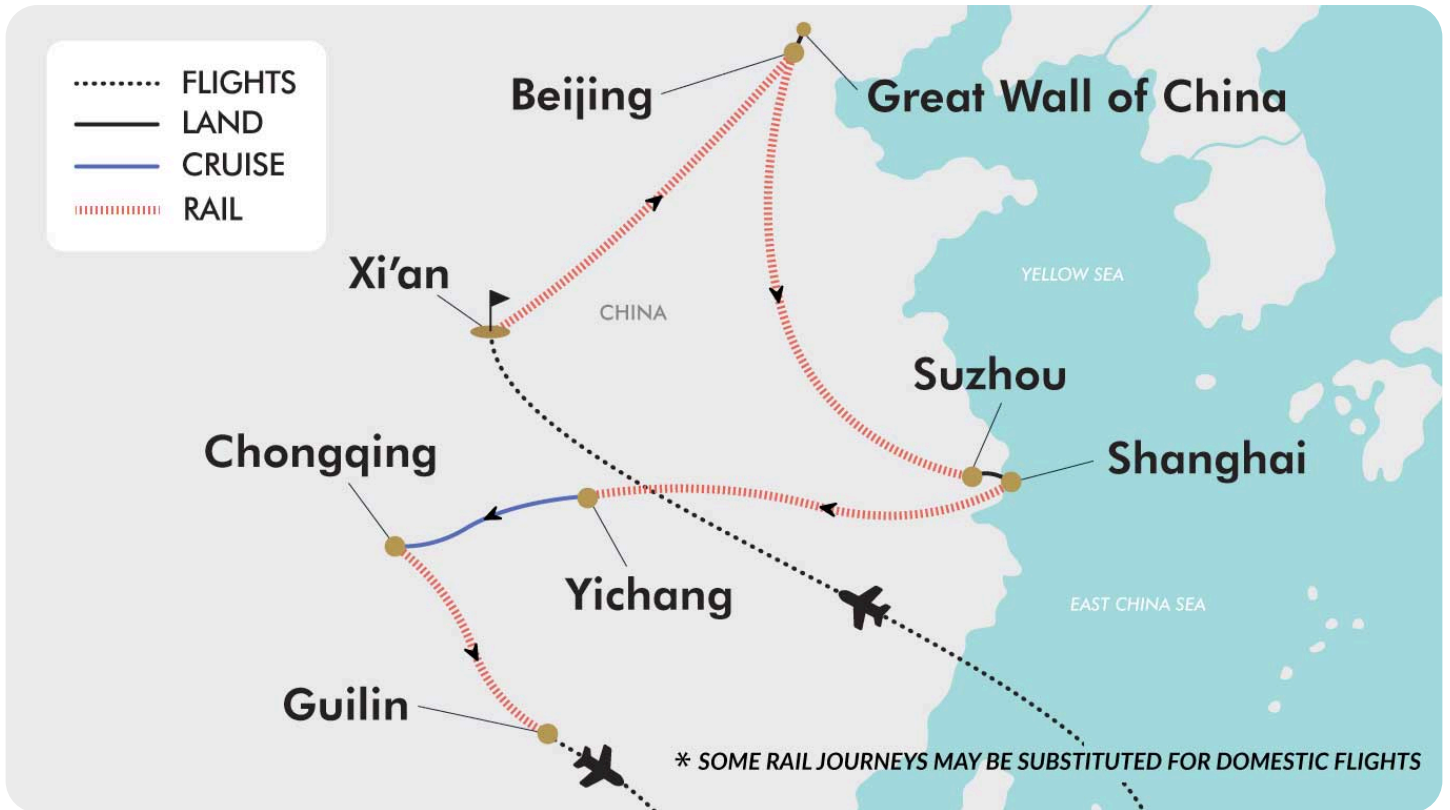 FLIGHTS
LAND
CRUISE
RAIL
Beijing
Great Wall of China
Xi’an
CHINA
YELLOW SEA
Suzhou
Chongqing
Shanghai
Yichang
EAST CHINA SEA
Guilin
* SOME RAIL JOURNEYS MAY BE SUBSTITUTED FOR DOMESTIC FLIGHTS